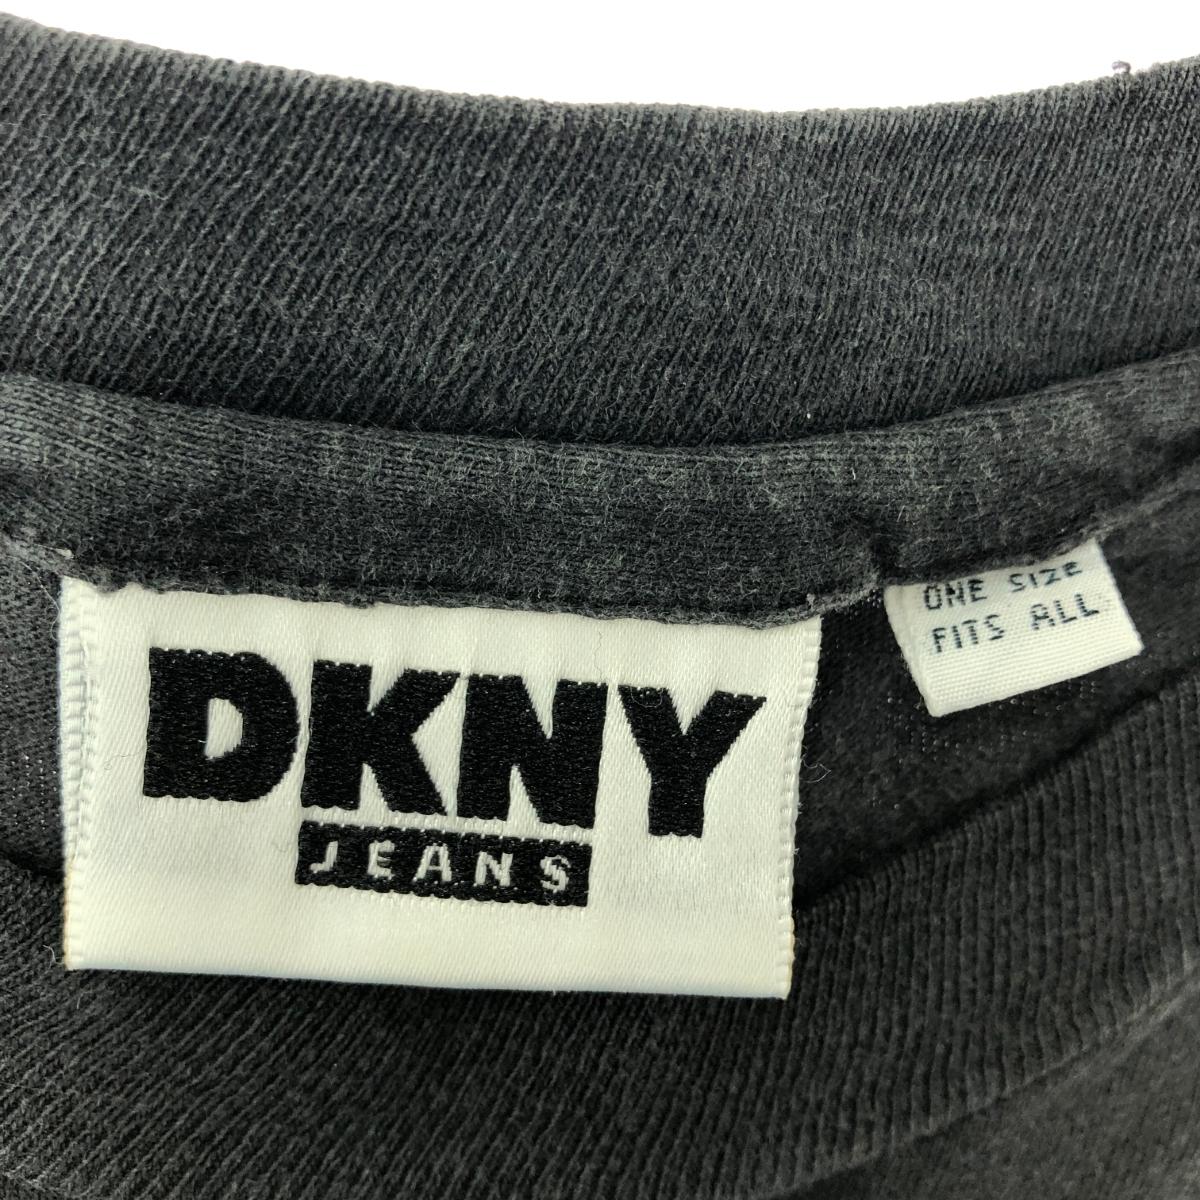 DKNY
JEANS
ONE SIZE
FITS ALL